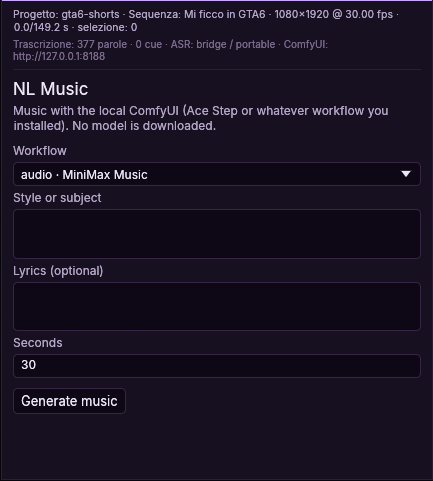 Progetto: gta6-shorts · Sequenza: Mi ficco in GTA6 · 1080×1920 @ 30.00 fps ·
0.0/149.2 s · selezione: 0
Trascrizione: 377 parole · 0 cue · ASR: bridge / portable · ComfyUI:
http://127.0.0.1:8188
NL Music
Music with the local ComfyUI (Ace Step or whatever workflow you
installed). No model is downloaded.
Workflow
audio · MiniMax Music
Style or subject
Lyrics (optional)
Seconds
30
Generate music